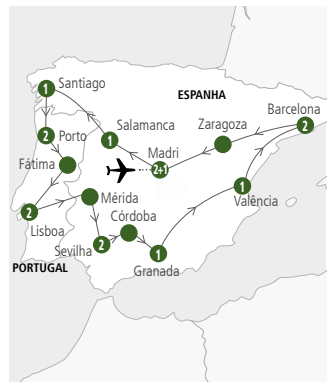 1
Santiago
ESPANHA
Barcelona
2
2
Porto
1
Salamanca
Zaragoza
Fátima
Madri
2+1
2
Lisboa
Mérida
1
Valência
Córdoba
2
Sevilha
PORTUGAL
1
Granada